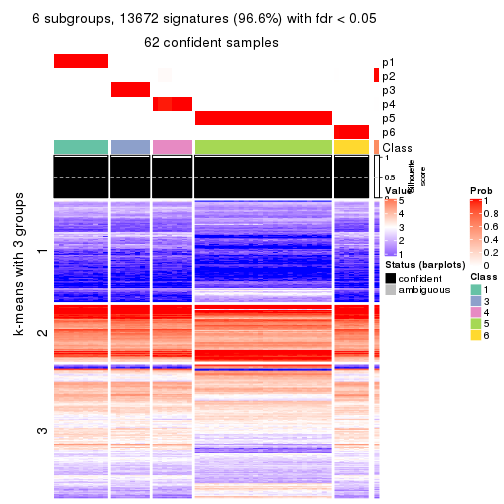 6 subgroups, 13672 signatures (96.6%) with fdr < 0.05
62 confident samples
p1
p2
p3
p4
p5
p6
Class
1
0.5
0
Silhouette
score
k-means with 3 groups
1
2
3
Value
5
4
3
2
1
Status (barplots)
confident
ambiguous
Prob
1
0.8
0.6
0.4
0.2
0
Class
1
3
4
5
6